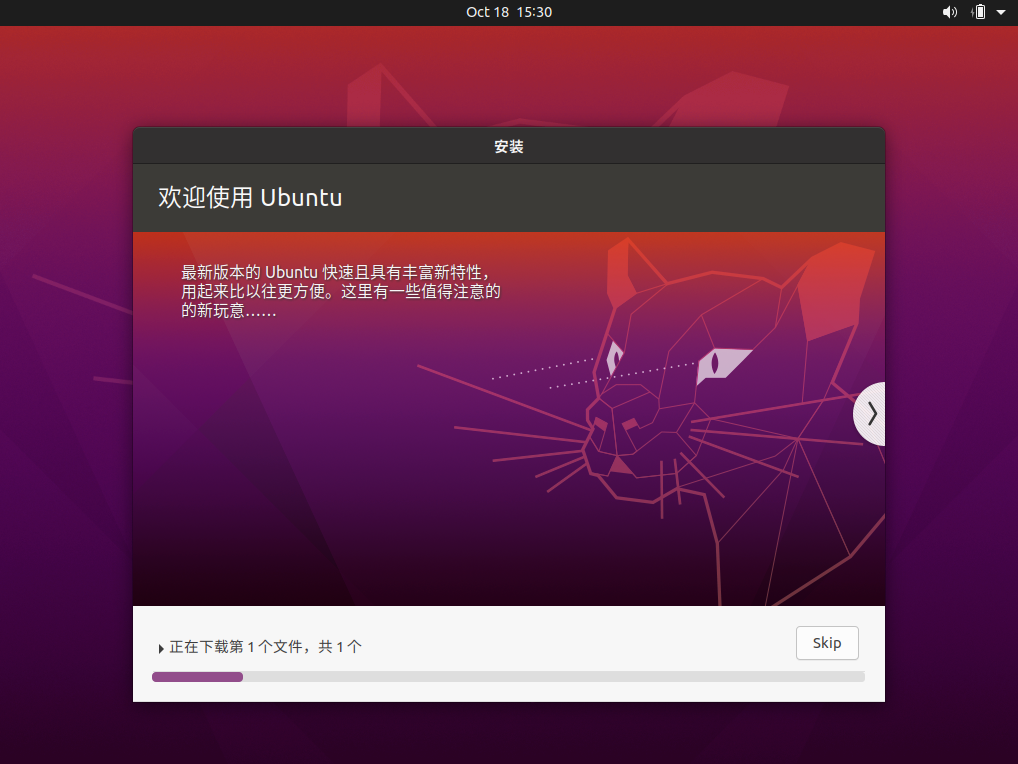 Oct 18 15:30
安装
欢迎使用 Ubuntu
最新版本的 Ubuntu 快速且具有丰富新特性，
用起来比以往更方便。这里有一些值得注意的
的新玩意……
正在下载第 1 个文件，共 1 个
Skip